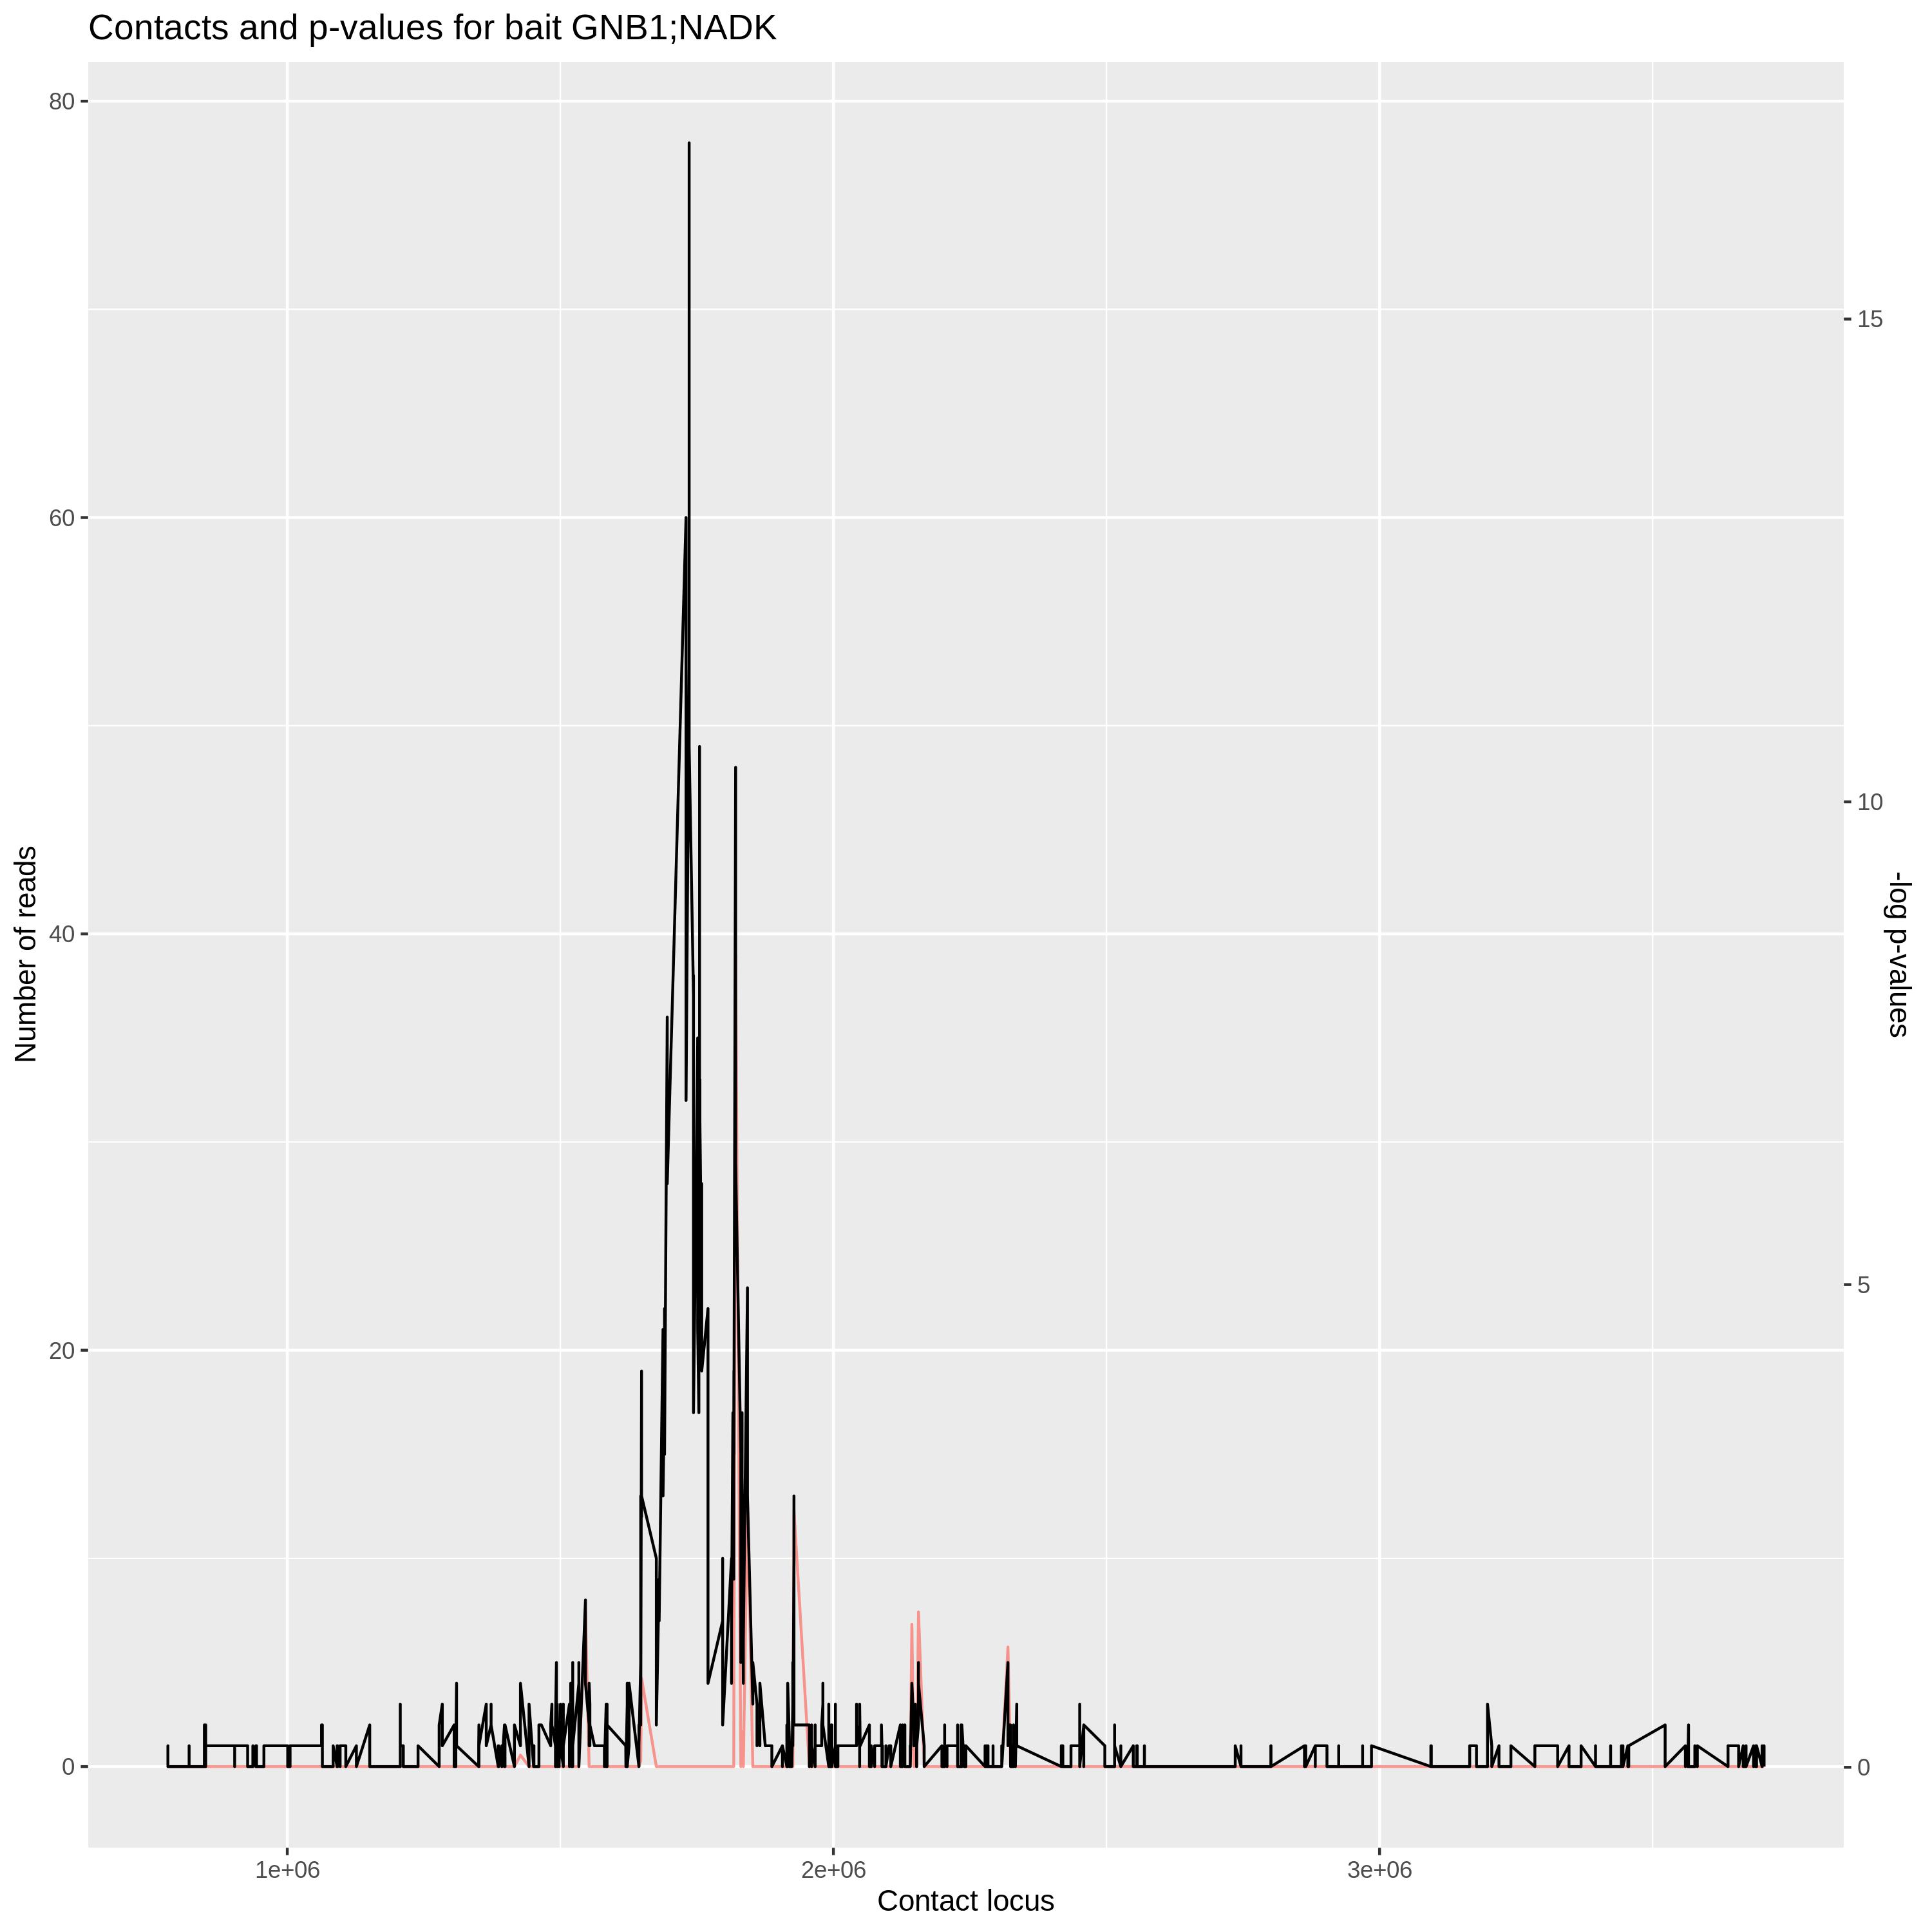 Contacts and p-values for bait GNB1;NADK
80
60
40
20
0
Number of reads
15
10
5
0
-log p-values
1e+06
2e+06
3e+06
Contact locus